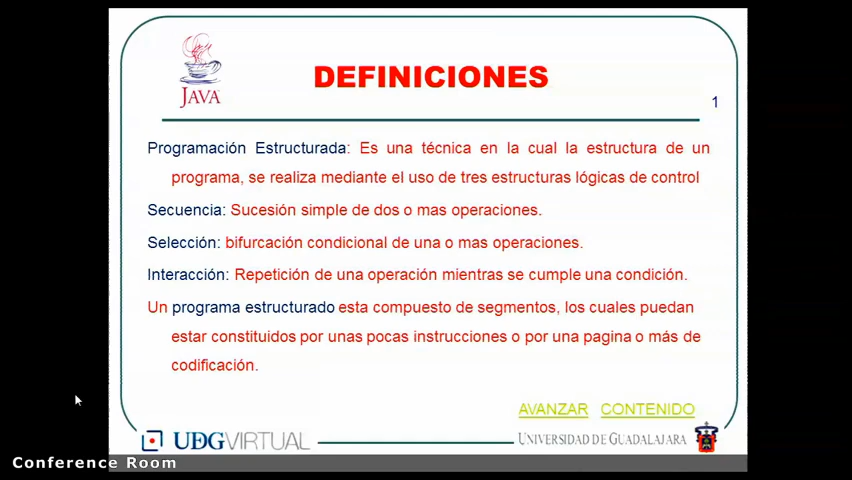 JAVA
DEFINICIONES
1
Programación Estructurada: Es una técnica en la cual la estructura de un
programa, se realiza mediante el uso de tres estructuras lógicas de control
Secuencia: Sucesión simple de dos o mas operaciones.
Selección: bifurcación condicional de una o mas operaciones.
Interacción: Repetición de una operación mientras se cumple una condición.
Un programa estructurado esta compuesto de segmentos, los cuales puedan
estar constituidos por unas pocas instrucciones o por una pagina o más de
codificación.
AVANZAR CONTENIDO
UDGVIRTUAL
UNIVERSIDAD DE GUADALAJARA
Conference Room